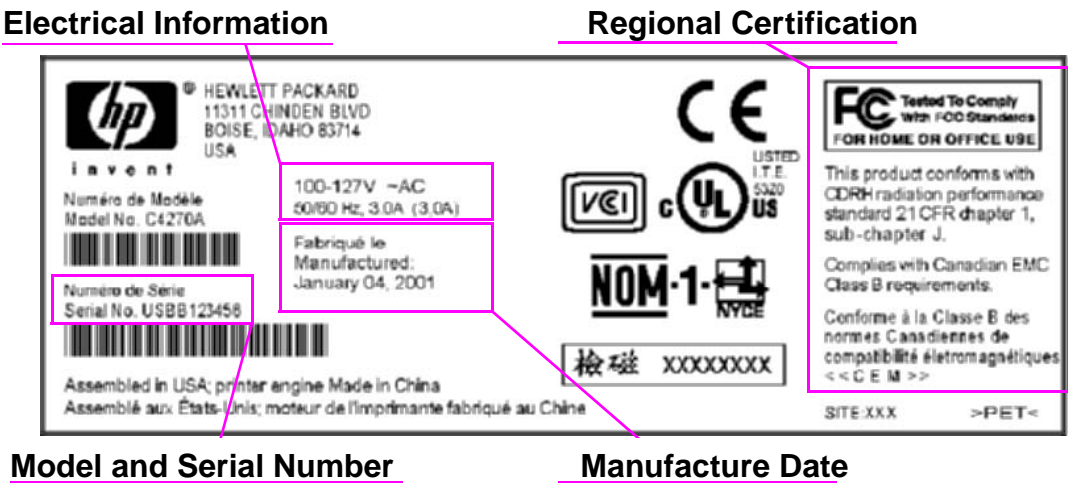 Electrical Information
Regional Certification
hp
invent
®
HEWLETT PACKARD
11311 CHINDEN BLVD
BOISE, IDAHO 83714
USA
Numéro de Modèle
Model No. C4270A
Numéro de Série
Serial No. USBB123456
100-127V ~AC
50/60 Hz, 3.0A (3.0A)
Fabriqué le
Manufactured:
January 04, 2001
Assembled in USA; printer engine Made in China
Assemblé aux États-Unis; moteur de l'imprimante fabriqué au Chine
CE
VCI
c UL US
LISTED
I.T.E.
5320
NOM-1-
NYCE
檢磁 XXXXXXXX
FC Tested To Comply
With FCC Standards
FOR HOME OR OFFICE USE
This product conforms with
CDRH radiation performance
standard 21 CFR chapter 1,
sub-chapter J.
Complies with Canadian EMC
Class B requirements.
Conforme à la Classe B des
normes Canadiennes de
compatibilité életromagnétiques
<<C E M >>
SITE:XXX >PET<
Model and Serial Number
Manufacture Date